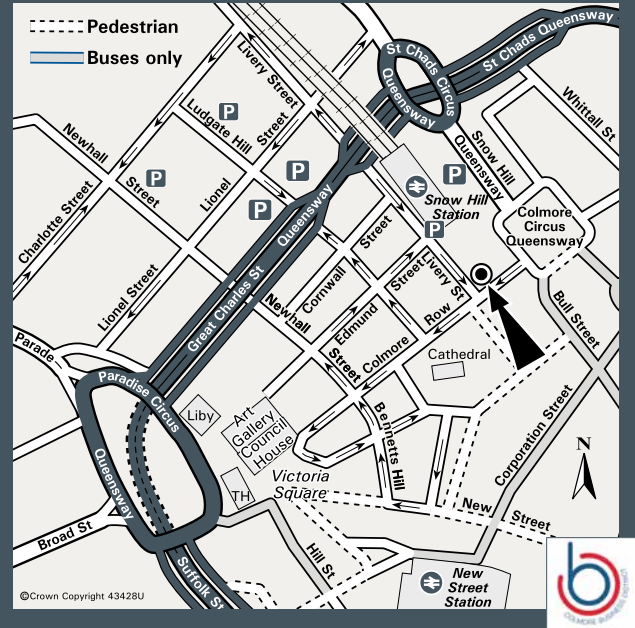 Pedestrian
Buses only
St Chads Queensway
St Chads Circus
Queensway
Livery Street
Ludgate Hill
Street
Whittall St
Newhall
Street
P
P
P
P
P
P
Snow Hill
Queensway
Lionel
Charlotte Street
Snow Hill
Station
Colmore
Circus
Queensway
Queensway
Street
Great Charles St
Cornwall
Street
Livery St
Lionel Street
Newhall
Street
Edmund
Colmore
Row
Bull Street
Parade
Paradise Circus
Queensway
Cathedral
Liby
Art
Gallery
Council
House
Bennetts Hill
Corporation Street
N
Victoria
Square
TH
New
Street
Broad St
Hill St
Suffolk St
New
Street
Station
©Crown Copyright 43428U
b
COLMORE BUSINESS DISTRICT